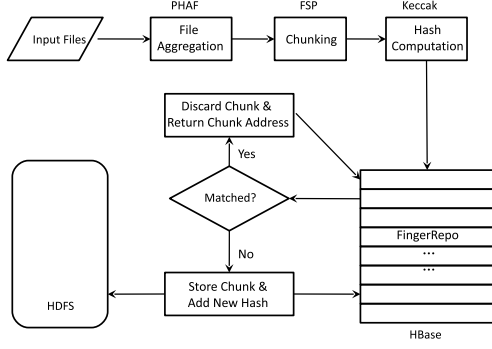 PHAF
FSP
Keccak
Input Files
File
Aggregation
Chunking
Hash
Computation
Discard Chunk &
Return Chunk Address
Yes
Matched?
FingerRepo
...
...
No
Store Chunk &
Add New Hash
HDFS
HBase